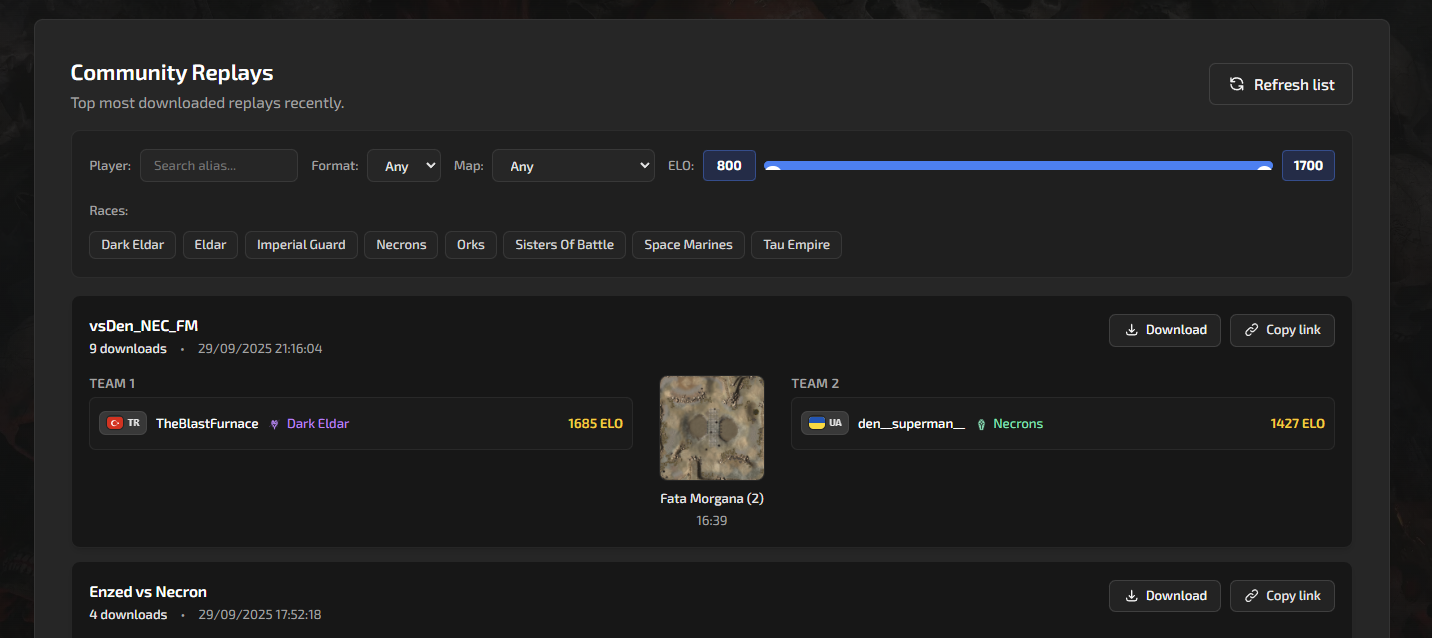 Community Replays
Refresh list
Top most downloaded replays recently.
Player: Search alias... Format: Any Map: Any ELO: 800 1700
Races:
Dark Eldar Eldar Imperial Guard Necrons Orks Sisters Of Battle Space Marines Tau Empire
vsDen_NEC_FM
Download Copy link
9 downloads • 29/09/2025 21:16:04
TEAM 1
TR TheBlastFurnace Dark Eldar 1685 ELO
Fata Morgana (2)
16:39
TEAM 2
UA den__superman__ Necrons 1427 ELO
Enzed vs Necron
Download Copy link
4 downloads • 29/09/2025 17:52:18